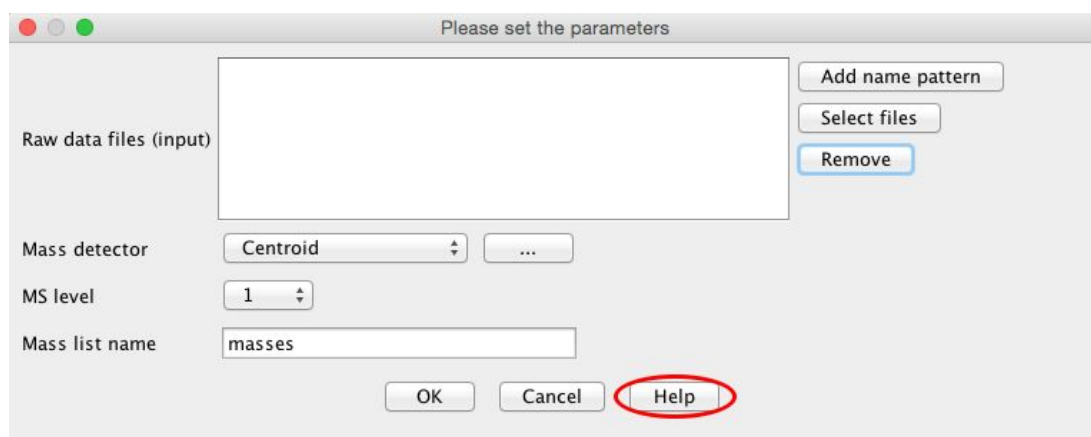 Please set the parameters
Raw data files (input)
Add name pattern
Select files
Remove
Mass detector
Centroid
...
MS level
1
Mass list name
masses
OK
Cancel
Help